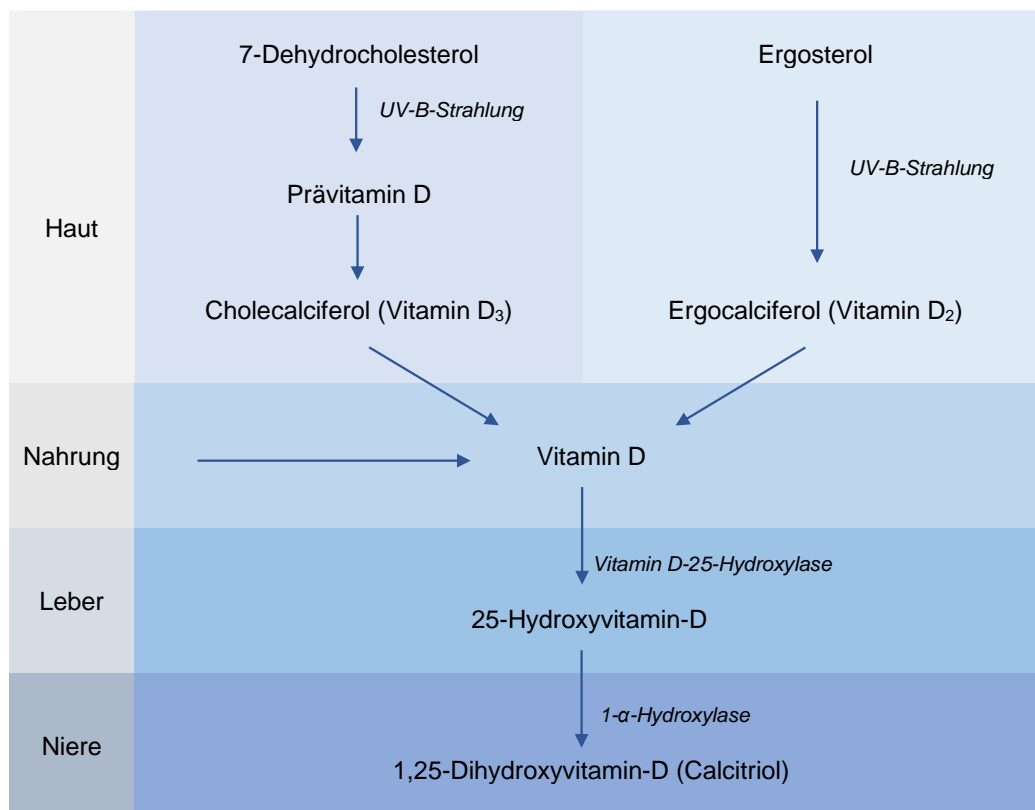 7-Dehydrocholesterol
Ergosterol
UV-B-Strahlung
UV-B-Strahlung
Prävitamin D
Haut
Cholecalciferol (Vitamin D₃)
Ergocalciferol (Vitamin D₂)
Nahrung
Vitamin D
Vitamin D-25-Hydroxylase
Leber
25-Hydroxyvitamin-D
1-α-Hydroxylase
Niere
1,25-Dihydroxyvitamin-D (Calcitriol)